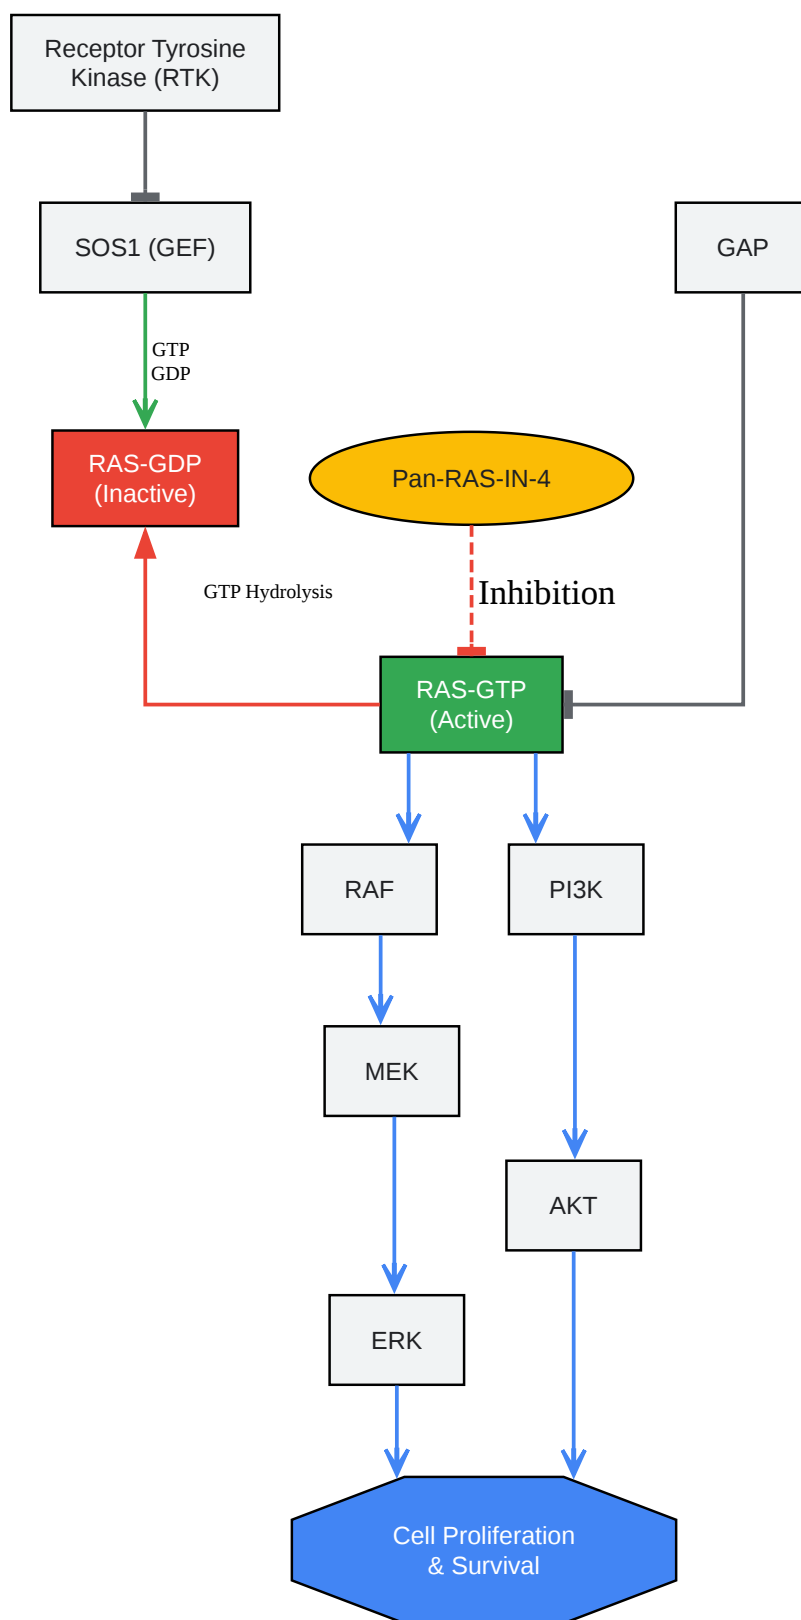 Receptor Tyrosine
Kinase (RTK)
SOS1 (GEF)
GAP
GTP
GDP
RAS-GDP
(Inactive)
Pan-RAS-IN-4
GTP Hydrolysis
Inhibition
RAS-GTP
(Active)
RAF
PI3K
MEK
AKT
ERK
Cell Proliferation
& Survival